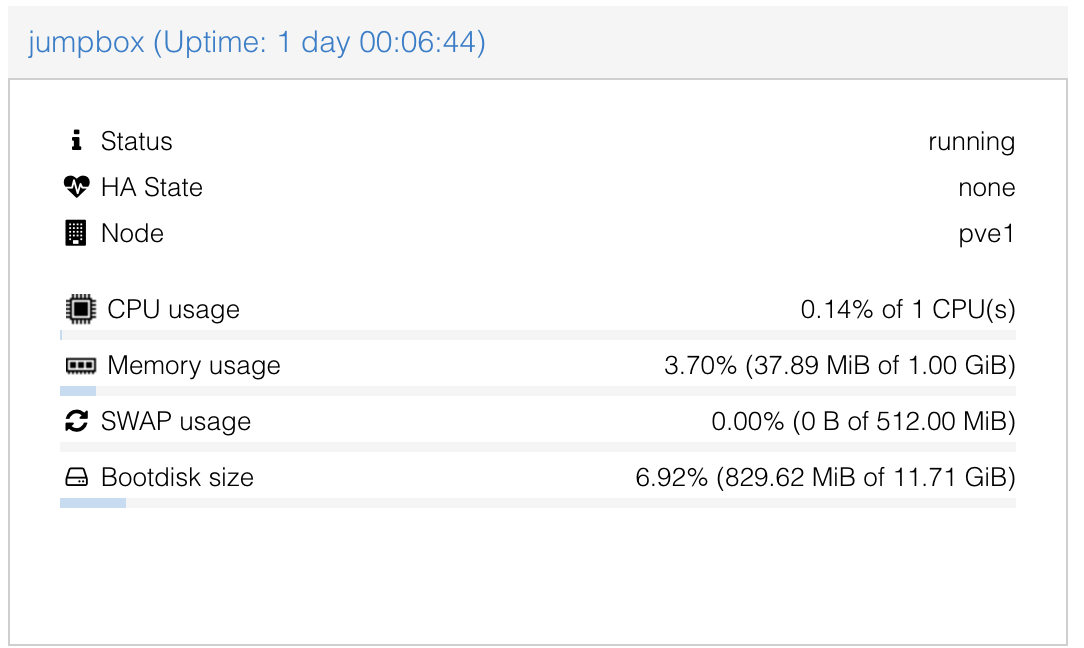 jumpbox (Uptime: 1 day 00:06:44)
Status running
HA State none
Node pve1
CPU usage 0.14% of 1 CPU(s)
Memory usage 3.70% (37.89 MiB of 1.00 GiB)
SWAP usage 0.00% (0 B of 512.00 MiB)
Bootdisk size 6.92% (829.62 MiB of 11.71 GiB)